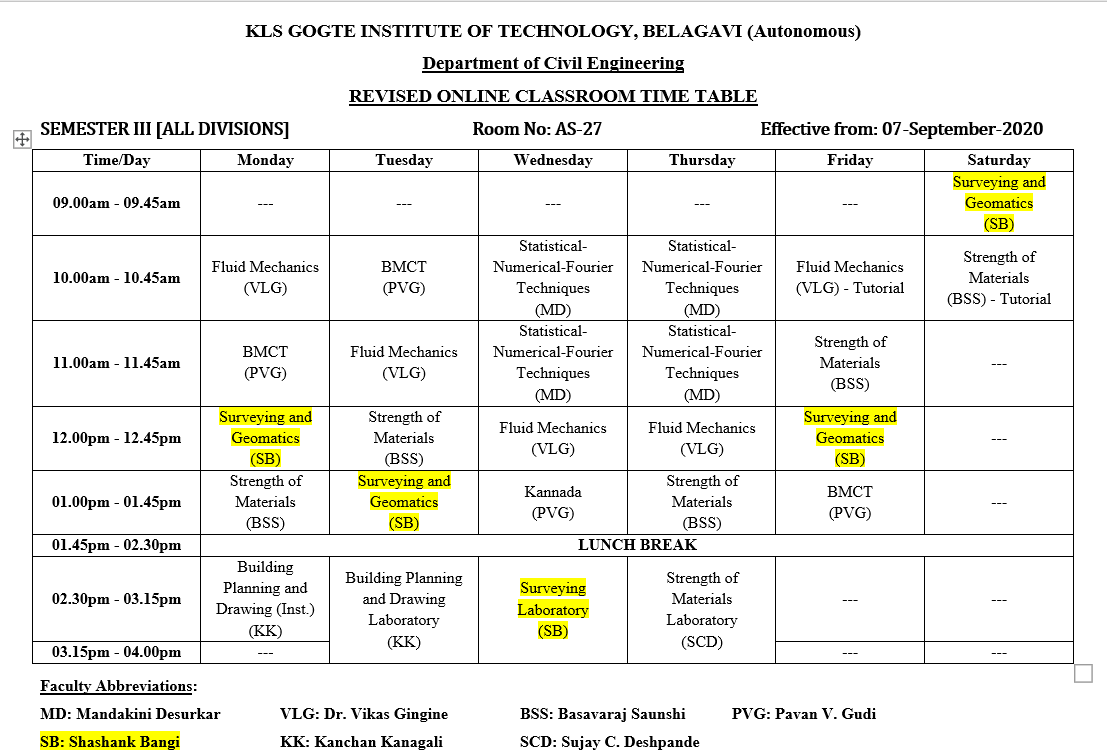 KLS GOGTE INSTITUTE OF TECHNOLOGY, BELAGAVI (Autonomous)
Department of Civil Engineering
REVISED ONLINE CLASSROOM TIME TABLE
SEMESTER III [ALL DIVISIONS] Room No: AS-27 Effective from: 07-September-2020
Time/Day Monday Tuesday Wednesday Thursday Friday Saturday
09.00am - 09.45am --- --- --- --- --- Surveying and
Geomatics
(SB)
10.00am - 10.45am
Fluid Mechanics
(VLG)
BMCT
(PVG)
Statistical-
Numerical-Fourier
Techniques
(MD)
Statistical-
Numerical-Fourier
Techniques
(MD)
Fluid Mechanics
(VLG) - Tutorial
Strength of
Materials
(BSS) - Tutorial
11.00am - 11.45am
BMCT
(PVG)
Fluid Mechanics
(VLG)
Statistical-
Numerical-Fourier
Techniques
(MD)
Statistical-
Numerical-Fourier
Techniques
(MD)
Strength of
Materials
(BSS)
---
12.00pm - 12.45pm
Surveying and
Geomatics
(SB)
Strength of
Materials
(BSS)
Fluid Mechanics
(VLG)
Fluid Mechanics
(VLG)
Surveying and
Geomatics
(SB)
---
01.00pm - 01.45pm
Strength of
Materials
(BSS)
Surveying and
Geomatics
(SB)
Kannada
(PVG)
Strength of
Materials
(BSS)
BMCT
(PVG)
---
01.45pm - 02.30pm LUNCH BREAK
02.30pm - 03.15pm
Building
Planning and
Drawing (Inst.)
(KK)
Building Planning
and Drawing
Laboratory
(KK)
Surveying
Laboratory
(SB)
Strength of
Materials
Laboratory
(SCD)
---
---
03.15pm - 04.00pm --- --- ---
Faculty Abbreviations:
MD: Mandakini Desurkar VLG: Dr. Vikas Gingine BSS: Basavaraj Saunshi PVG: Pavan V. Gudi
SB: Shashank Bangi KK: Kanchan Kanagali SCD: Sujay C. Deshpande